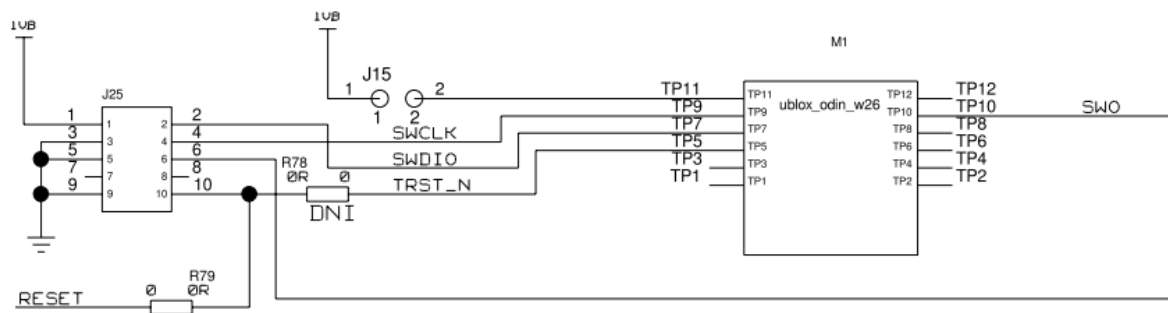 1VB
1VB
M1
J15
1
2
1
2
J25
1
3
5
7
9
1
3
5
7
9
2
4
6
8
10
2
4
6
8
10
SWCLK
SWDIO
TRST_N
R78
0R
0
DNI
TP11
TP9
TP7
TP5
TP3
TP1
TP11
TP9
TP7
TP5
TP3
TP1
ublox_odin_w26
TP12
TP10
TP8
TP6
TP4
TP2
TP12
TP10
TP8
TP6
TP4
TP2
SWO
RESET
0
R79
0R